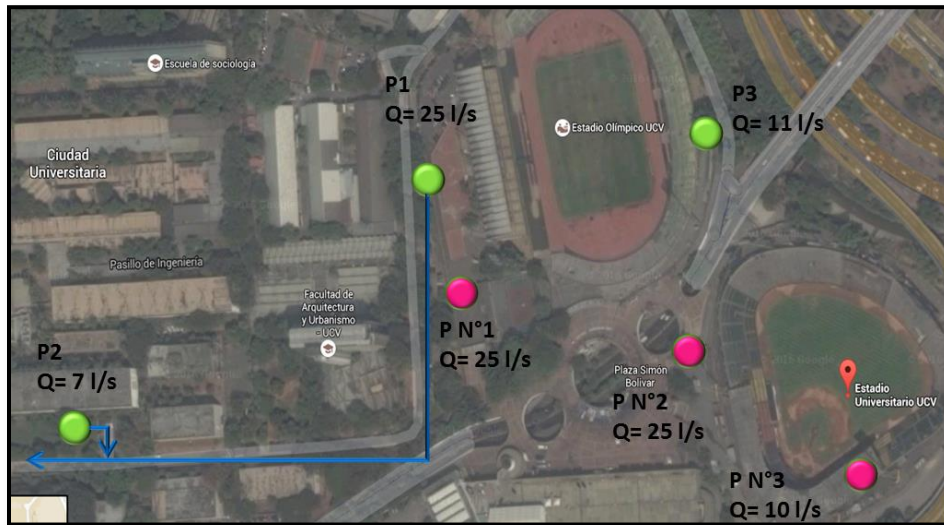 Escuela de sociología
P1
Q= 25 l/s
P3
Q= 11 l/s
Estadio Olímpico UCV
Ciudad
Universitaria
Pasillo de Ingeniería
Facultad de
Arquitectura
y Urbanismo
- UCV
P N°1
Q= 25 l/s
P2
Q= 7 l/s
Plaza Simón
Bolívar
P N°2
Q= 25 l/s
Estadio
Universitario UCV
P N°3
Q= 10 l/s